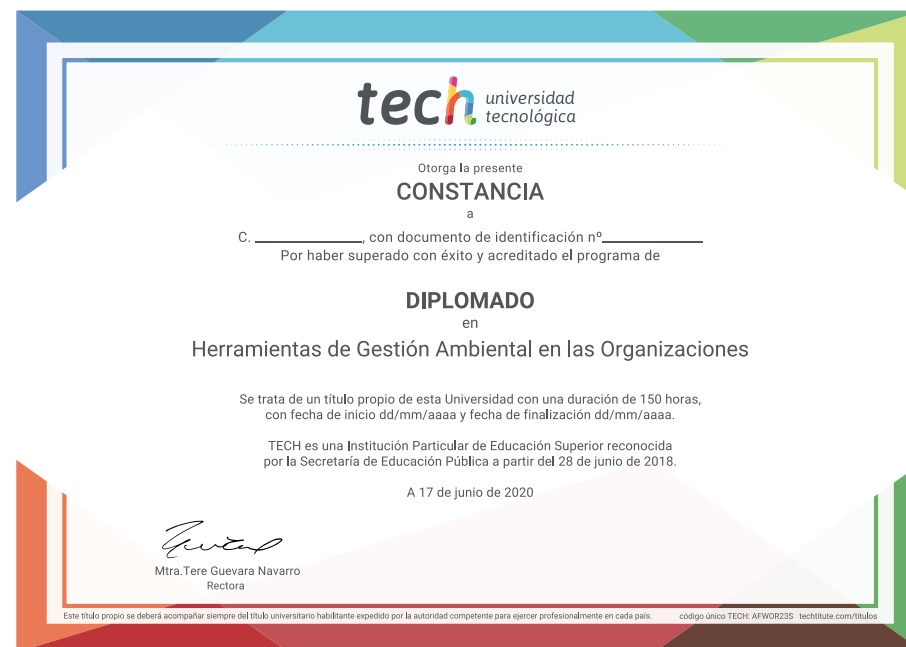 tech universidad
tecnológica
Otorga la presente
CONSTANCIA
a
C. ____________, con documento de identificación nº____________
Por haber superado con éxito y acreditado el programa de
DIPLOMADO
en
Herramientas de Gestión Ambiental en las Organizaciones
Se trata de un título propio de esta Universidad con una duración de 150 horas,
con fecha de inicio dd/mm/aaaa y fecha de finalización dd/mm/aaaa.
TECH es una Institución Particular de Educación Superior reconocida
por la Secretaría de Educación Pública a partir del 28 de junio de 2018.
A 17 de junio de 2020
Mtra.Tere Guevara Navarro
Rectora
Este título propio se deberá acompañar siempre del título universitario habilitante expedido por la autoridad competente para ejercer profesionalmente en cada país. código único TECH: AFWOR23S techtitute.com/titulos